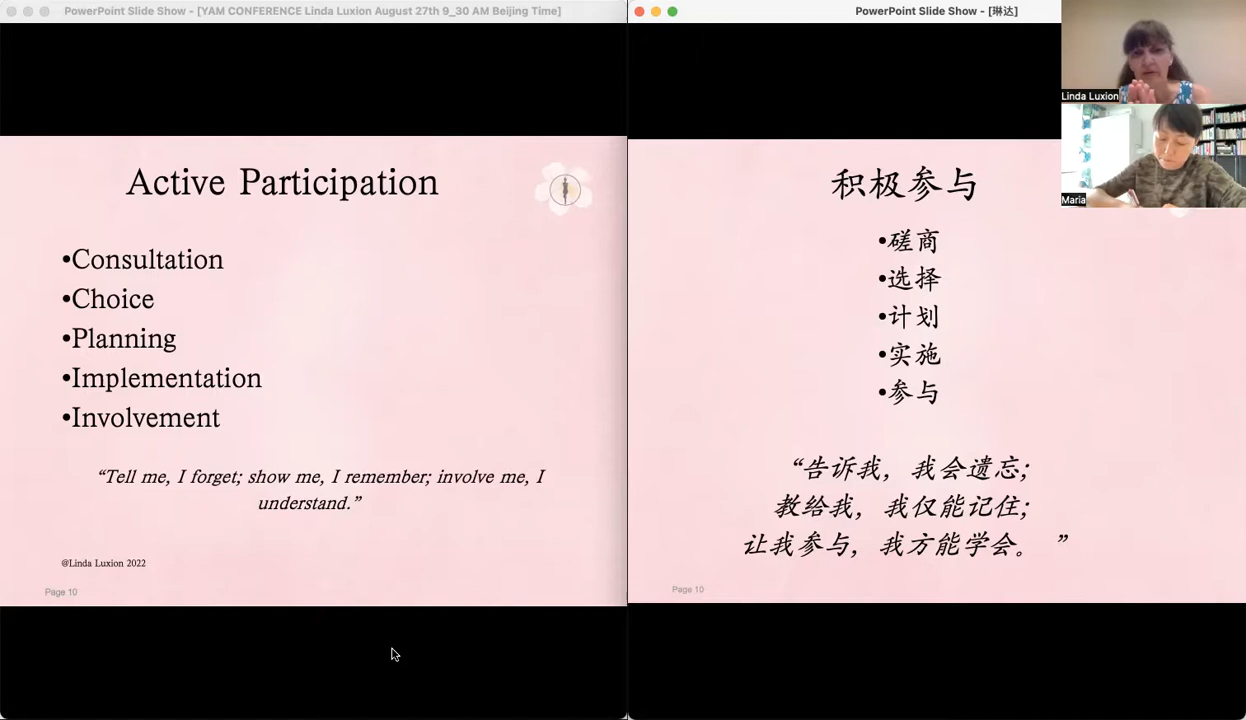 PowerPoint Slide Show - [YAM CONFERENCE Linda Luxion August 27th 9_30 AM Beijing Time]
Active Participation
•Consultation
•Choice
•Planning
•Implementation
•Involvement
“Tell me, I forget; show me, I remember; involve me, I
understand.”
@Linda Luxion 2022
Page 10
PowerPoint Slide Show - [琳达]
积极参与
•磋商
•选择
•计划
•实施
•参与
“告诉我，我会遗忘；
教给我，我仅能记住；
让我参与，我方能学会。”
Page 10
Linda Luxion
Maria